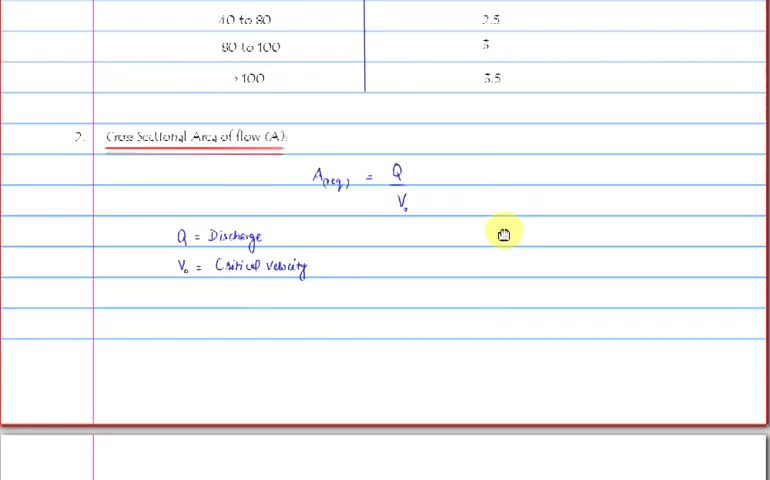 40 to 80 2.5
80 to 100 3
>100 3.5
2. Cross Sectional Area of flow (A):
A(req.) = Q
V₀
Q = Discharge
V₀ = Critical Velocity